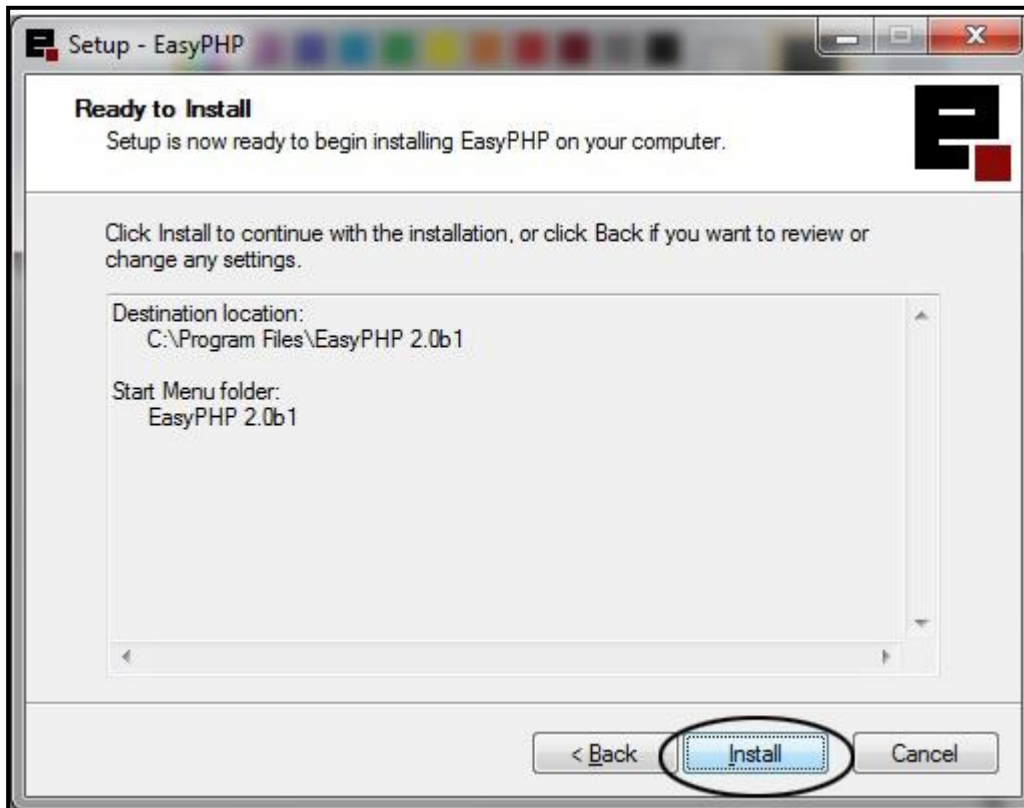 Setup - EasyPHP
Ready to Install
Setup is now ready to begin installing EasyPHP on your computer.
Click Install to continue with the installation, or click Back if you want to review or
change any settings.
Destination location:
C:\Program Files\EasyPHP 2.0b1
Start Menu folder:
EasyPHP 2.0b1
< Back Install Cancel